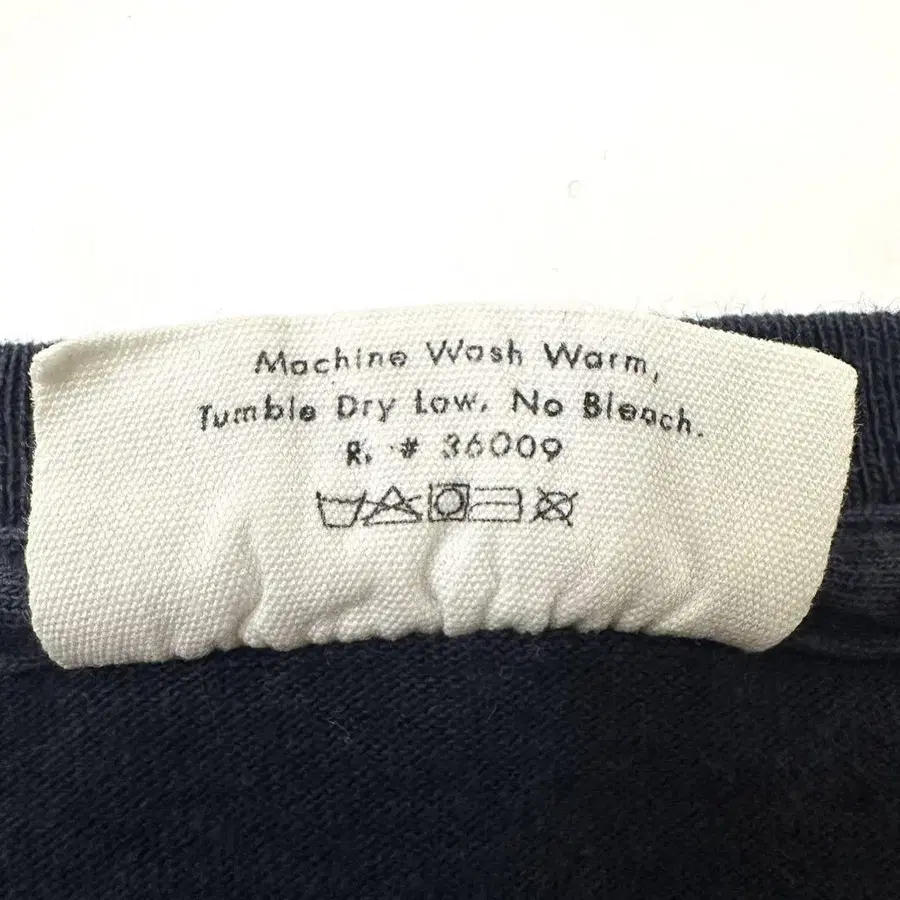 Machine Wash Warm,
Tumble Dry Low. No Bleach.
R. # 36009